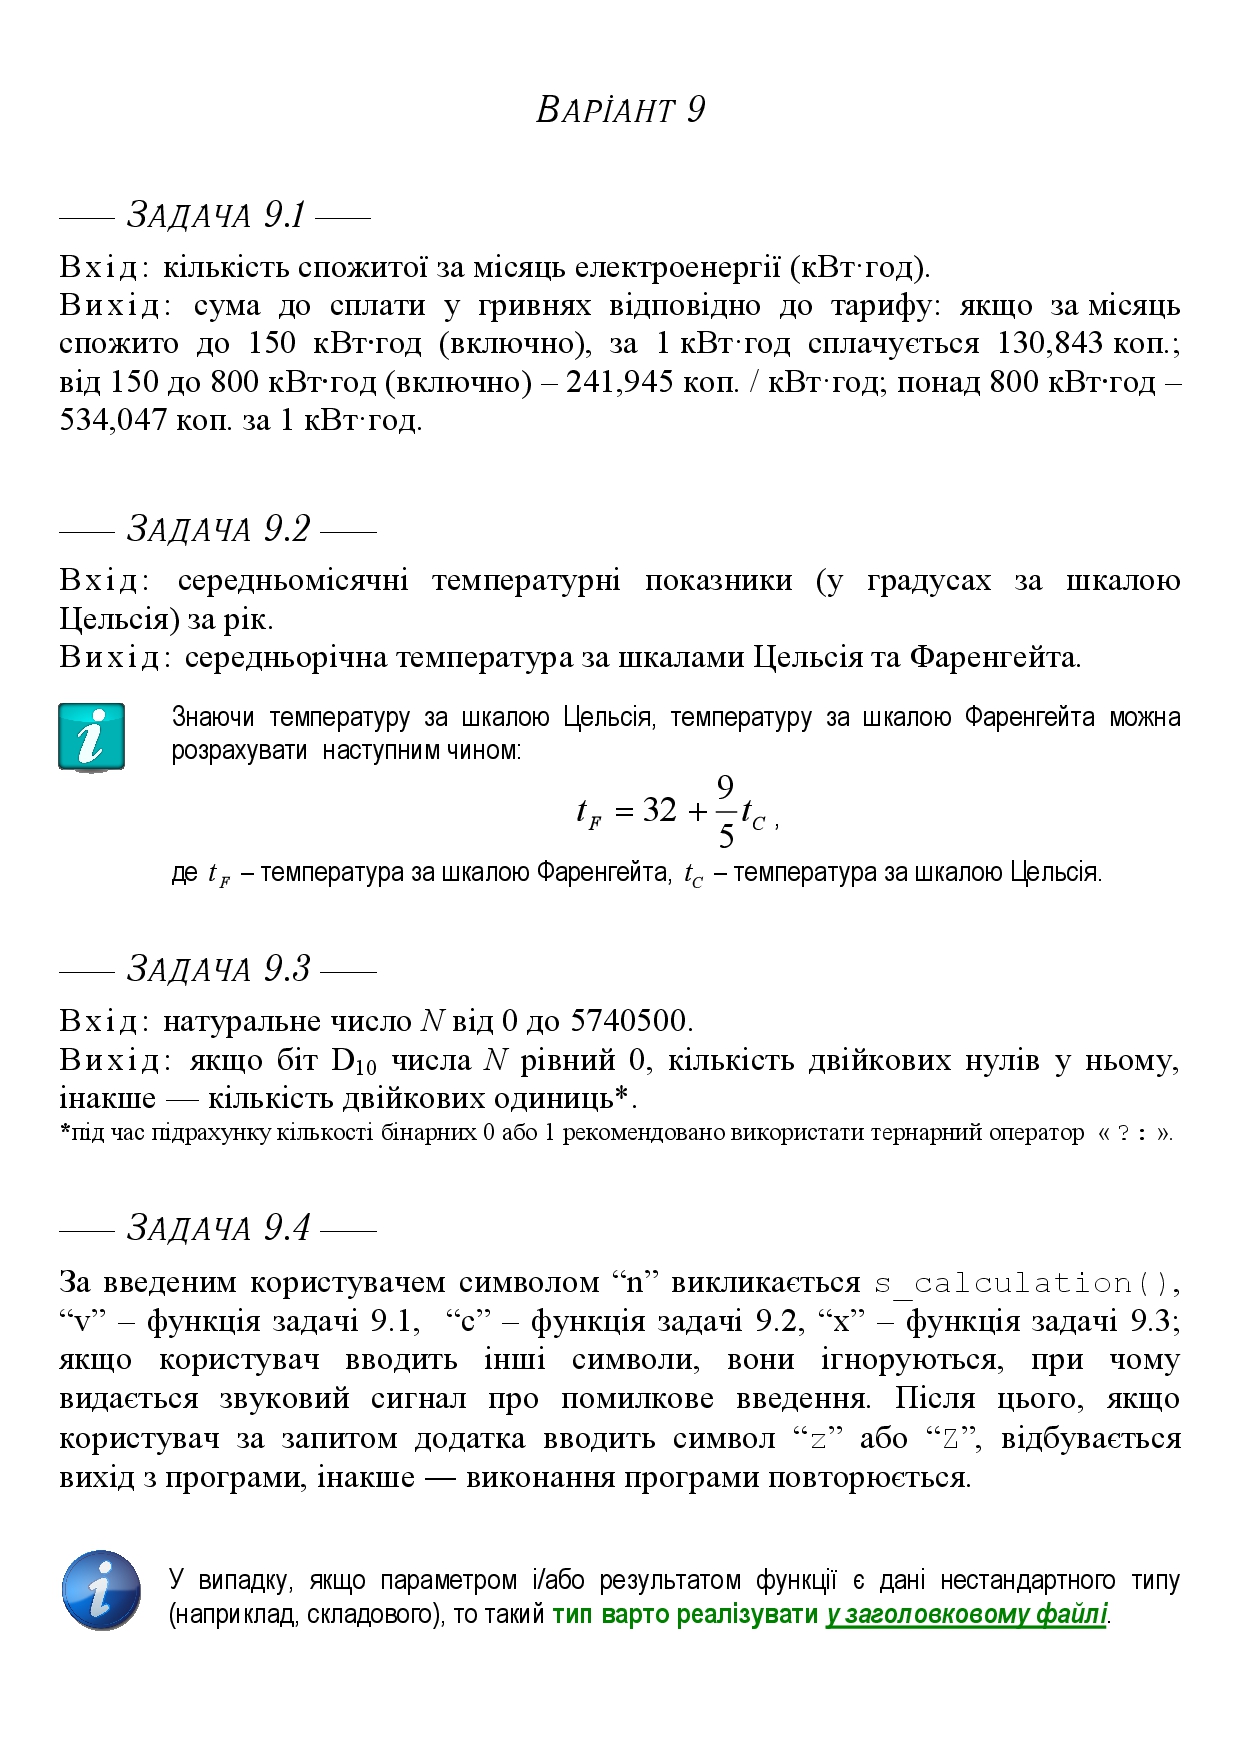 ВАРІАНТ 9
—— ЗАДАЧА 9.1 ——
Вхід: кількість спожитої за місяць електроенергії (кВт·год).
Вихід: сума до сплати у гривнях відповідно до тарифу: якщо за місяць
спожито до 150 кВт·год (включно), за 1 кВт·год сплачується 130,843 коп.;
від 150 до 800 кВт·год (включно) – 241,945 коп. / кВт·год; понад 800 кВт·год –
534,047 коп. за 1 кВт·год.
—— ЗАДАЧА 9.2 ——
Вхід: середньомісячні температурні показники (у градусах за шкалою
Цельсія) за рік.
Вихід: середньорічна температура за шкалами Цельсія та Фаренгейта.
Знаючи температуру за шкалою Цельсія, температуру за шкалою Фаренгейта можна
розрахувати наступним чином:
t_F = 32 + 9/5 t_C ,
де t_F – температура за шкалою Фаренгейта, t_C – температура за шкалою Цельсія.
—— ЗАДАЧА 9.3 ——
Вхід: натуральне число N від 0 до 5740500.
Вихід: якщо біт D₁₀ числа N рівний 0, кількість двійкових нулів у ньому,
інакше — кількість двійкових одиниць*.
*під час підрахунку кількості бінарних 0 або 1 рекомендовано використати тернарний оператор « ? : ».
—— ЗАДАЧА 9.4 ——
За введеним користувачем символом “n” викликається s_calculation(),
“v” – функція задачі 9.1, “c” – функція задачі 9.2, “x” – функція задачі 9.3;
якщо користувач вводить інші символи, вони ігноруються, при чому
видається звуковий сигнал про помилкове введення. Після цього, якщо
користувач за запитом додатка вводить символ “z” або “Z”, відбувається
вихід з програми, інакше — виконання програми повторюється.
У випадку, якщо параметром і/або результатом функції є дані нестандартного типу
(наприклад, складового), то такий тип варто реалізувати у заголовковому файлі.